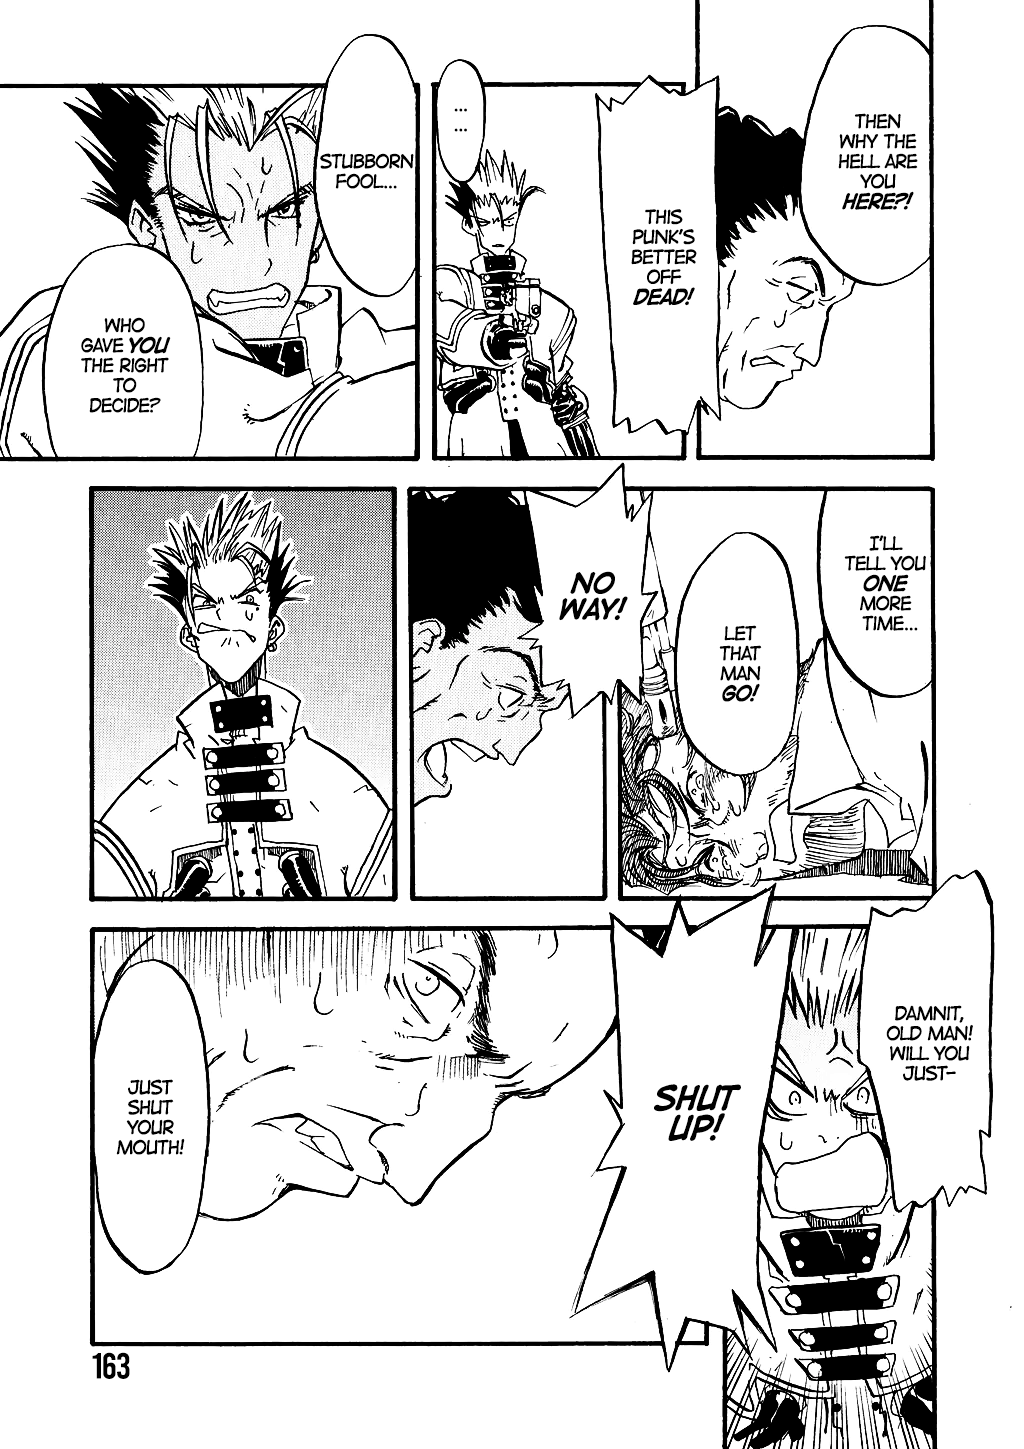 THEN
WHY THE
HELL ARE
YOU
HERE?!
THIS
PUNK'S
BETTER
OFF
DEAD!
...
...
STUBBORN
FOOL...
WHO
GAVE YOU
THE RIGHT
TO
DECIDE?
I'LL
TELL YOU
ONE
MORE
TIME...
LET
THAT
MAN
GO!
NO
WAY!
DAMNIT,
OLD MAN!
WILL YOU
JUST-
SHUT
UP!
JUST
SHUT
YOUR
MOUTH!
163